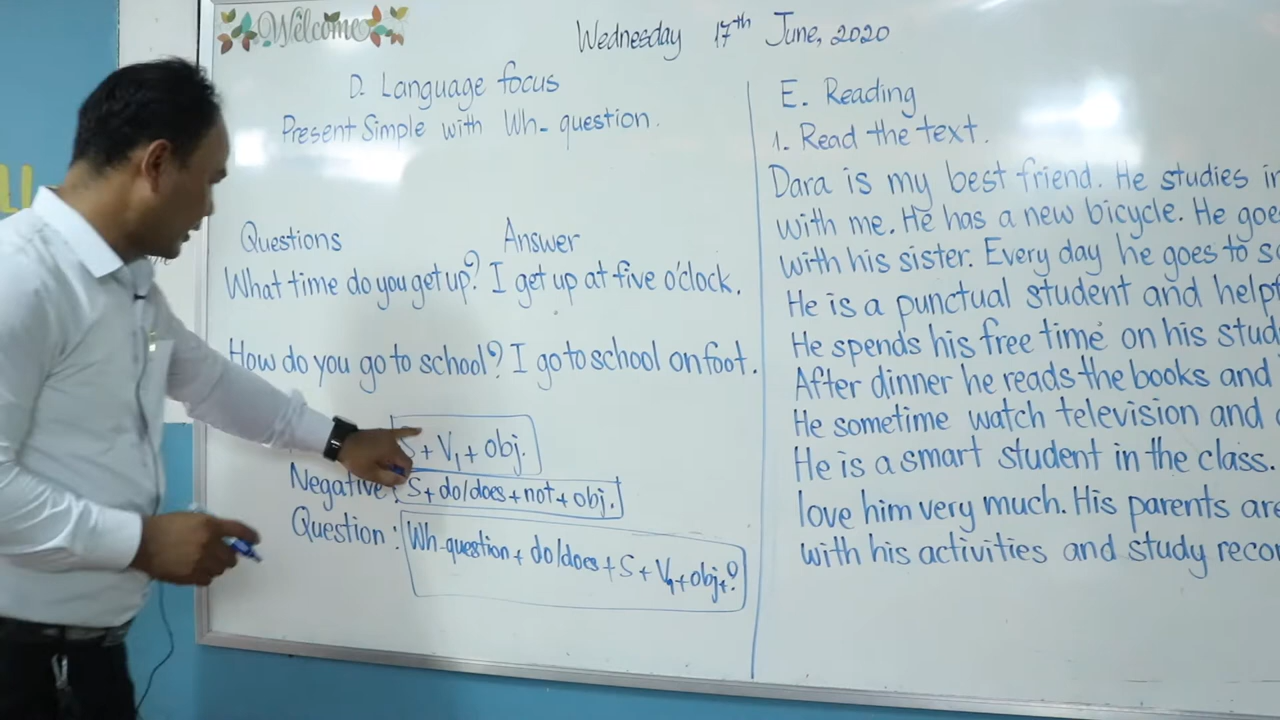 Welcome
Wednesday 17th June, 2020
D. Language focus
Present Simple with Wh- question.
Questions Answer
What time do you get up? I get up at five o'clock.
How do you go to school? I go to school on foot.
S + V1 + obj.
Negative : S + do/does + not + obj.
Question : Wh-question + do/does + S + V1 + obj + ?
E. Reading
1. Read the text.
Dara is my best friend. He studies in
with me. He has a new bicycle. He goe
with his sister. Every day he goes to
He is a punctual student and
He spends his free time on his
After dinner he reads the books and
He sometime watch television and
He is a smart student in the class.
love him very much. His parents are
with his activities and study